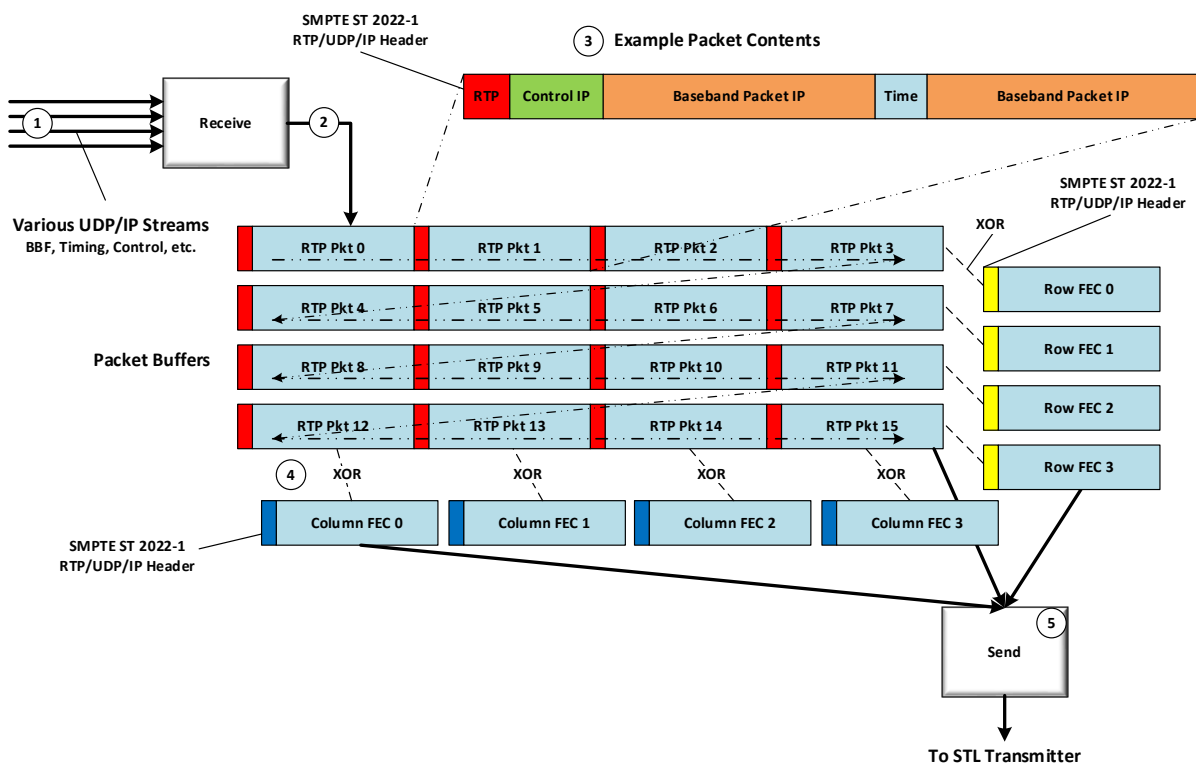 SMPTE ST 2022-1
RTP/UDP/IP Header
3 Example Packet Contents
RTP Control IP Baseband Packet IP Time Baseband Packet IP
1 Receive 2
Various UDP/IP Streams
BBF, Timing, Control, etc.
SMPTE ST 2022-1
RTP/UDP/IP Header
XOR
RTP Pkt 0 RTP Pkt 1 RTP Pkt 2 RTP Pkt 3
Row FEC 0
RTP Pkt 4 RTP Pkt 5 RTP Pkt 6 RTP Pkt 7
Row FEC 1
Packet Buffers
RTP Pkt 8 RTP Pkt 9 RTP Pkt 10 RTP Pkt 11
Row FEC 2
RTP Pkt 12 RTP Pkt 13 RTP Pkt 14 RTP Pkt 15
Row FEC 3
4 XOR XOR XOR XOR
Column FEC 0 Column FEC 1 Column FEC 2 Column FEC 3
SMPTE ST 2022-1
RTP/UDP/IP Header
5
Send
To STL Transmitter